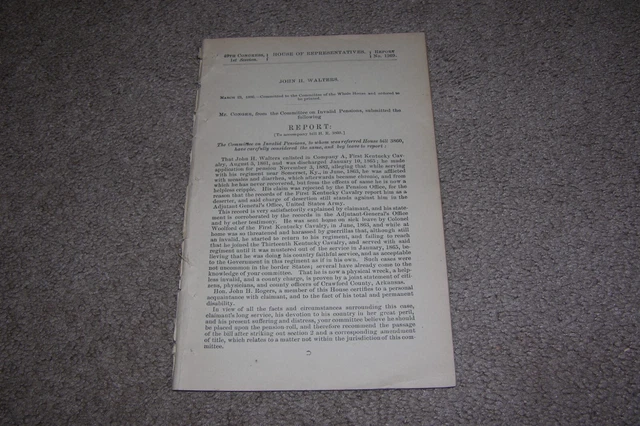 49TH CONGRESS, 1st Session. HOUSE OF REPRESENTATIVES. REPORT No.
JOHN H. WALTERS.
MARCH 1886.—Committed to the Committee of the Whole House and ordered to be printed.
Mr. from the Committee on Invalid Pensions, submitted the following
REPORT:
[To accompany bill H. R.
The Committee on Invalid Pensions, to whom was referred House bill
have carefully considered the same, and beg leave to report:
That John H. Walters enlisted in Company A, First Kentucky Cav-
alry, August 5, 1861, and was discharged January 10, 1865; he made
application for pension November 2, 1882, alleging that while serving
with his regiment near Somerset, Ky., in June, 1863, he was afflicted
with measles and diarrhea, which afterwards became chronic, and from
which he has never recovered, but from the effects of same he is now a
helpless cripple. His claim was rejected by the Pension Office, for the
reason that the records of the First Kentucky Cavalry report him as a
deserter, and said charge of desertion still stands against him in the
Adjutant-General's Office, United States Army.
This record is very satisfactorily explained by claimant, and his state-
ment is corroborated by the records in the Adjutant-General's Office
and by other testimony. He was sent home on sick leave by Colonel
Woolford of the First Kentucky Cavalry, in June, 1863, and while at
home was so threatened and harassed by guerrillas that, although still
an invalid, he started to return to his regiment, and failing to reach
that he joined the Thirteenth Kentucky Cavalry, and served with said
regiment until it was mustered out of the service in January, 1865, be-
lieving that he was doing his country faithful service, and as acceptable
to the Government in this regiment as if in his own. Such cases were
not uncommon in the border States; several have already come to the
knowledge of your committee. That he is now a physical wreck, a help-
less invalid, and a county charge, is proven by a joint statement of cit-
izens, physicians, and county officers of Crawford County, Arkansas.
Hon. John H. Rogers, a member of this House certifies to a personal
acquaintance with claimant, and to the fact of his total and permanent
disability.
In view of all the facts and circumstances surrounding this case,
claimant's long service, his devotion to his country in her great peril,
and his present suffering and distress, your committee believe he should
be placed upon the pension roll, and therefore recommend the passage
of the bill after striking out section 2 and a corresponding amendment
of title, which relates to a matter not within the jurisdiction of this com-
mittee.